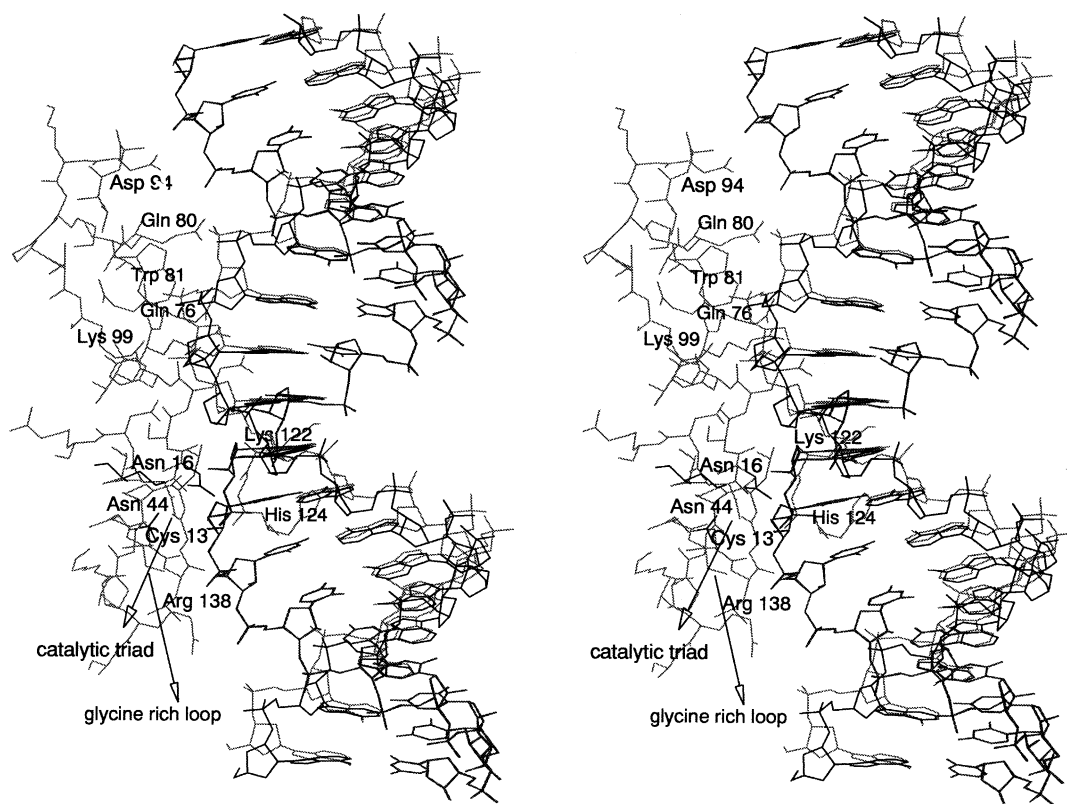 Asp 94
Gln 80
Trp 81
Gln 76
Lys 99
Lys 122
Asn 16
Asn 44
His 124
Cys 13
Arg 138
catalytic triad
glycine rich loop
Asp 94
Gln 80
Trp 81
Gln 76
Lys 99
Lys 122
Asn 16
Asn 44
His 124
Cys 13
Arg 138
catalytic triad
glycine rich loop